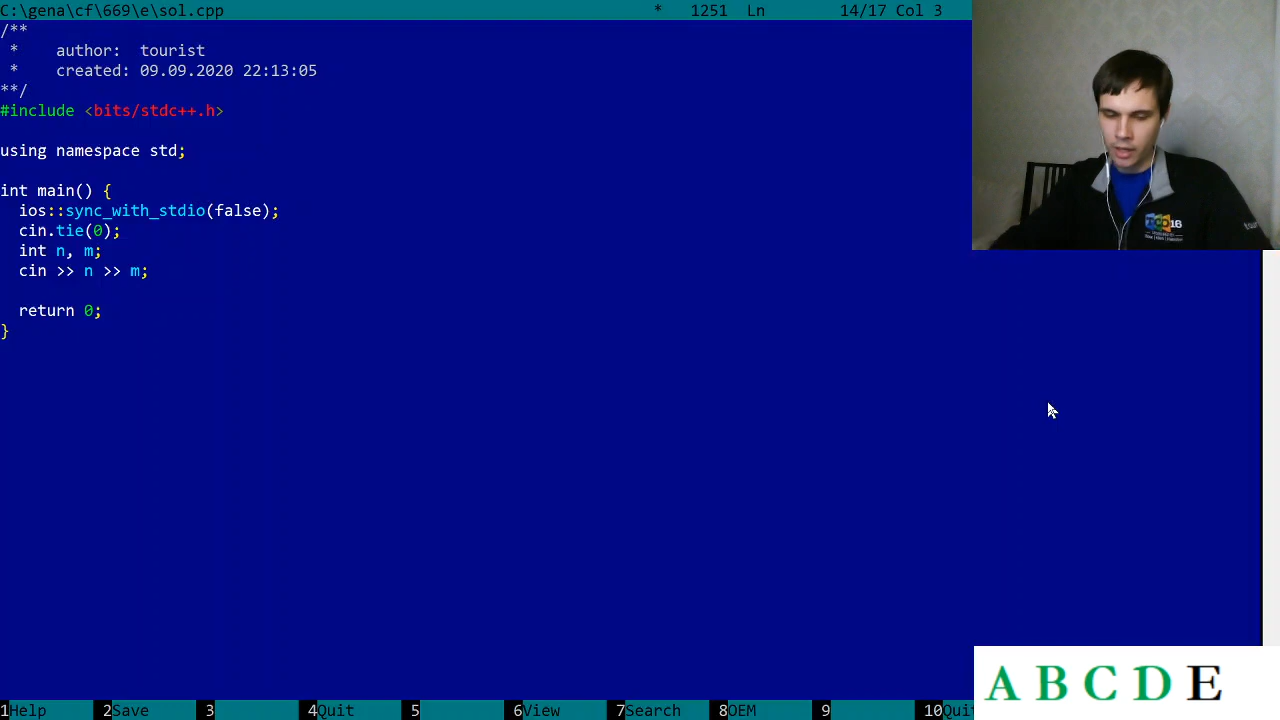 C:\gena\cf\669\e\sol.cpp * 1251 Ln 14/17 Col 3
/**
 *    author:  tourist
 *    created: 09.09.2020 22:13:05
**/
#include <bits/stdc++.h>
using namespace std;
int main() {
  ios::sync_with_stdio(false);
  cin.tie(0);
  int n, m;
  cin >> n >> m;
  return 0;
}
TCO16
A B C D E
1Help 2Save 3 4Quit 5 6View 7Search 8OEM 9 10Qui